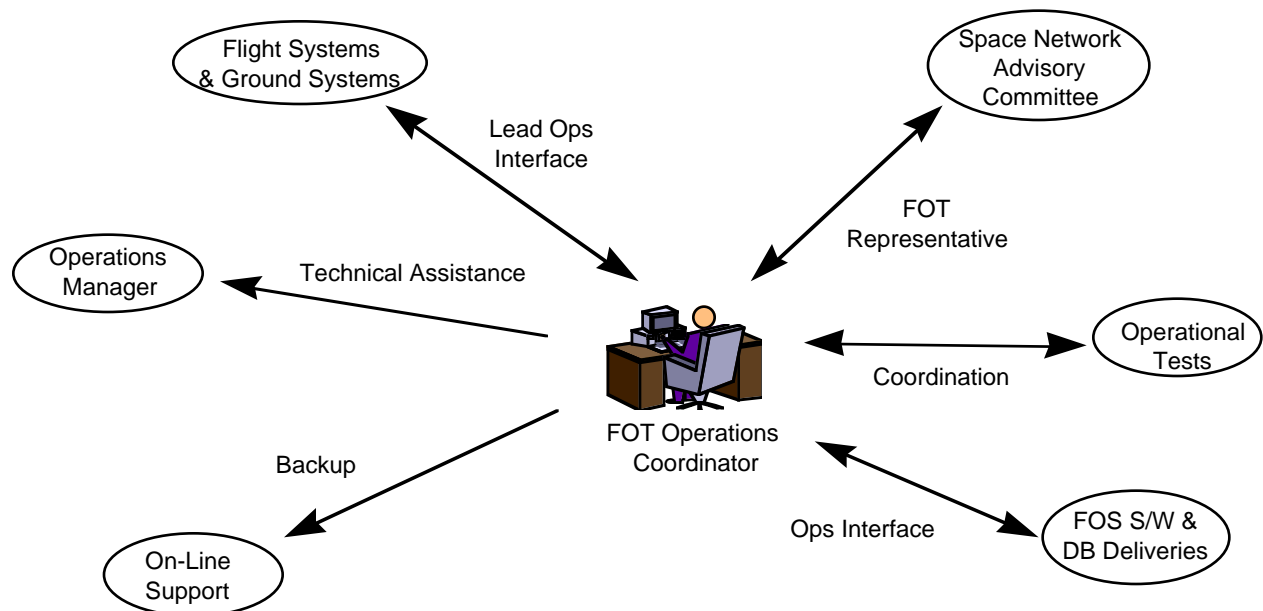 Flight Systems
& Ground Systems
Space Network
Advisory
Committee
Lead Ops
Interface
FOT
Representative
Operations
Manager
Technical Assistance
Operational
Tests
Coordination
FOT Operations
Coordinator
Backup
Ops Interface
FOS S/W &
DB Deliveries
On-Line
Support